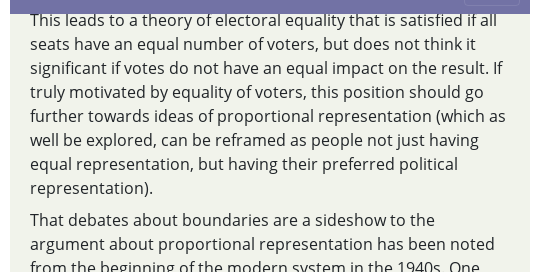 This leads to a theory of electoral equality that is satisfied if all
seats have an equal number of voters, but does not think it
significant if votes do not have an equal impact on the result. If
truly motivated by equality of voters, this position should go
further towards ideas of proportional representation (which as
well be explored, can be reframed as people not just having
equal representation, but having their preferred political
representation).
That debates about boundaries are a sideshow to the
argument about proportional representation has been noted
from the beginning of the modern system in the 1940s. One